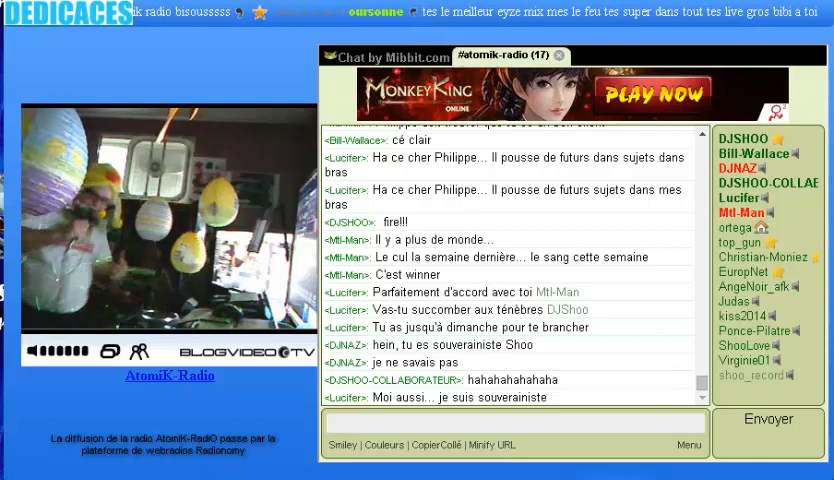 DEDICACES
ik radio bisousssss
oursonne
tes le meilleur eyze mix mes le feu tes super dans tout tes live gros bibi a toi
Chat by Mibbit.com
#atomik-radio (17)
MONKEYKING
ONLINE
PLAY NOW
<Bill-Wallace>: cé clair
<Lucifer>: Ha ce cher Philippe... Il pousse de futurs dans sujets dans
bras
<Lucifer>: Ha ce cher Philippe... Il pousse de futurs sujets dans mes
bras
<DJSHOO>: fire!!!
<Mtl-Man>: Il y a plus de monde...
<Mtl-Man>: Le cul la semaine dernière... le sang cette semaine
<Mtl-Man>: C'est winner
<Lucifer>: Parfaitement d'accord avec toi Mtl-Man
<Lucifer>: Vas-tu succomber aux ténèbres DJShoo
<Lucifer>: Tu as jusqu'à dimanche pour te brancher
<DJNAZ>: hein, tu es souverainiste Shoo
<DJNAZ>: je ne savais pas
<DJSHOO-COLLABORATEUR>: hahahahahahaha
<Lucifer>: Moi aussi... je suis souverainiste
DJSHOO
Bill-Wallace
DJNAZ
DJSHOO-COLLAE
Lucifer
Mtl-Man
ortega
top_gun
Christian-Moniez
EuropNet
AngeNoir_afk
Judas
kiss2014
Ponce-Pilatre
ShooLove
Virginie01
shoo_record
Envoyer
Smiley | Couleurs | CopierCollé | Minify URL
Menu
BLOGVIDEO TV
AtomiK-Radio
La diffusion de la radio AtomiK-RadiO passe par la
plateforme de webradios Radionomy